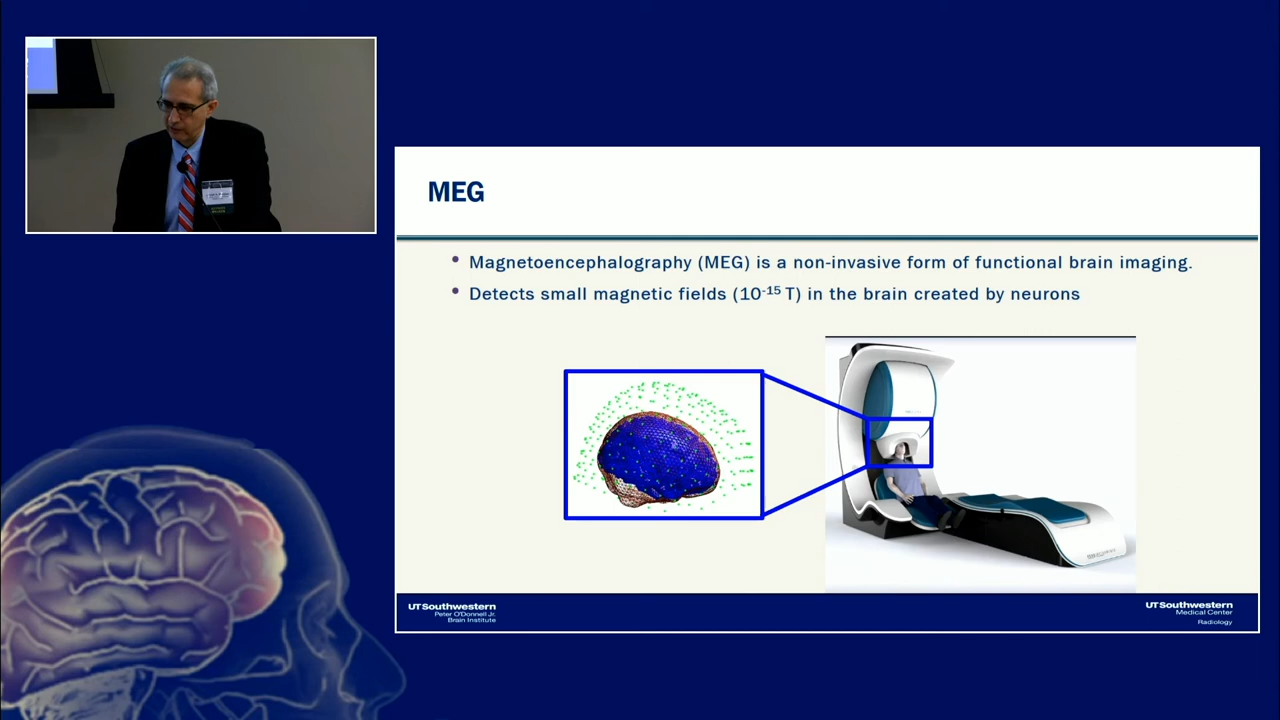 MEG
• Magnetoencephalography (MEG) is a non-invasive form of functional brain imaging.
• Detects small magnetic fields (10⁻¹⁵ T) in the brain created by neurons
UTSouthwestern
Peter O'Donnell Jr.
Brain Institute
UTSouthwestern
Medical Center
Radiology